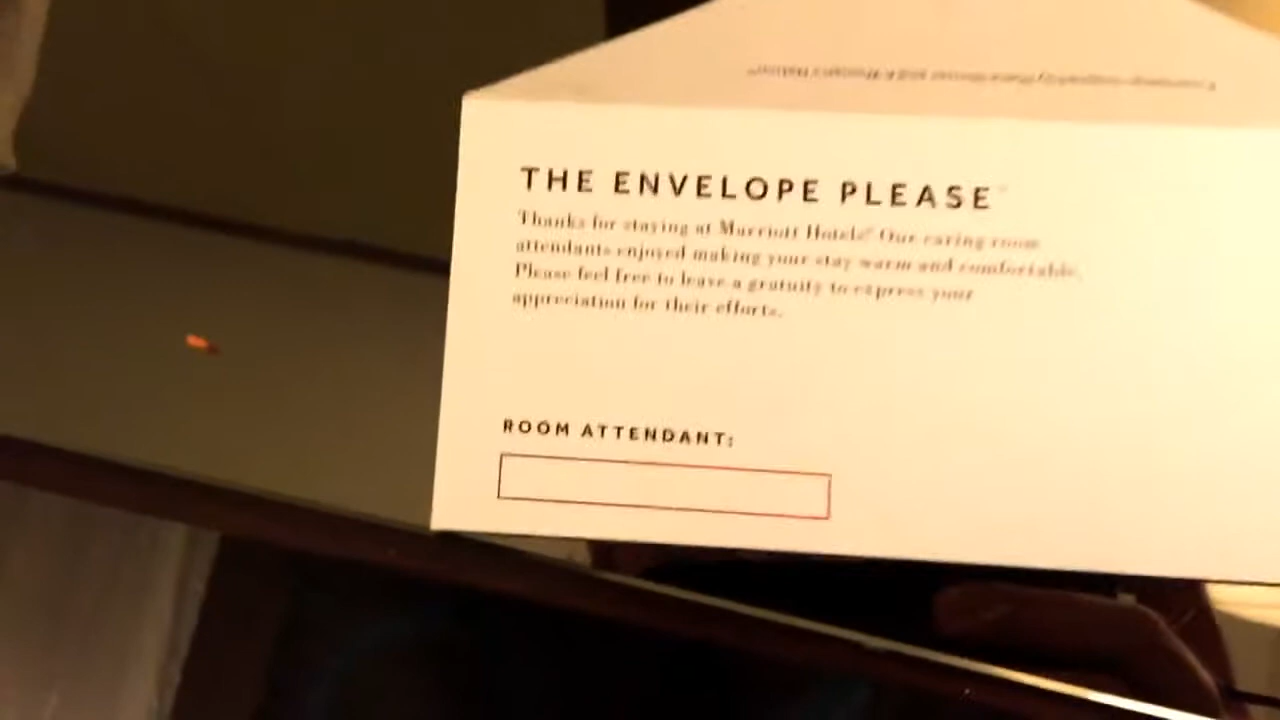 THE ENVELOPE PLEASE
Thanks for staying at Marriott Hotels® Our caring room
attendants enjoyed making your stay warm and comfortable.
Please feel free to leave a gratuity to express your
appreciation for their efforts.
ROOM ATTENDANT: